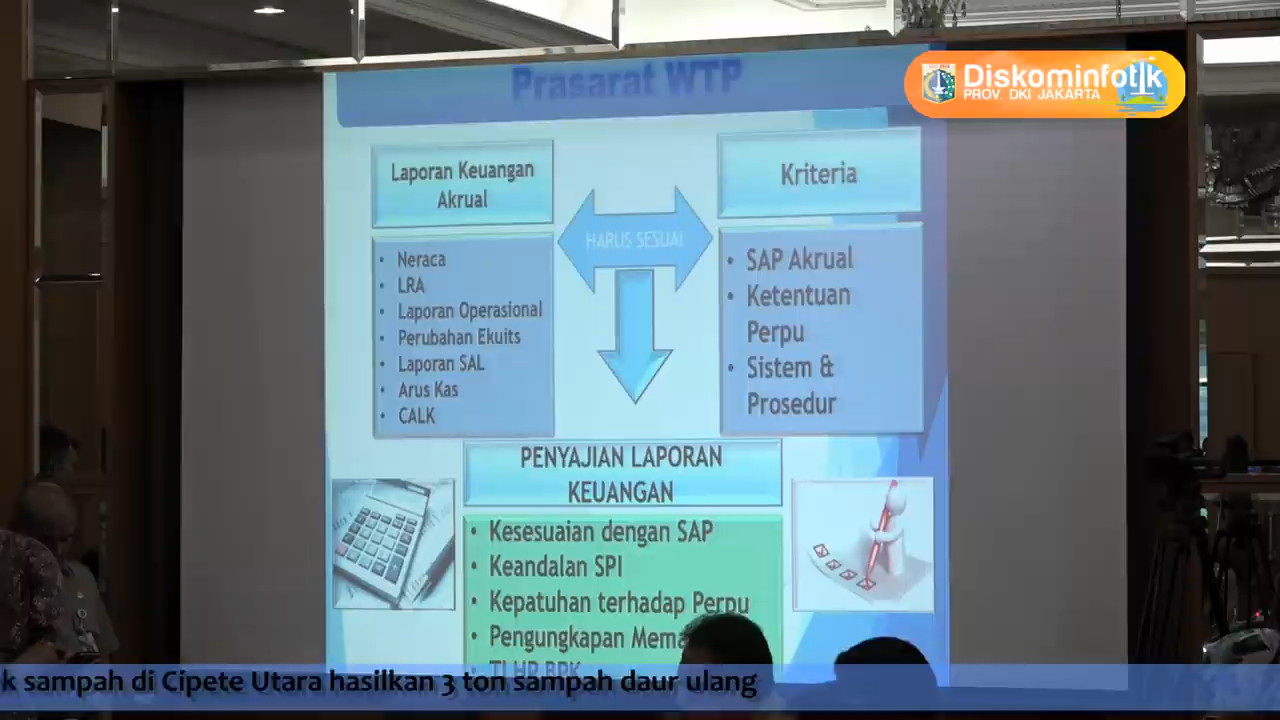 Prasarat WTP
Diskominfotik
PROV. DKI JAKARTA
Laporan Keuangan
Akrual
Kriteria
HARUS SESUAI
• Neraca
• LRA
• Laporan Operasional
• Perubahan Ekuits
• Laporan SAL
• Arus Kas
• CALK
• SAP Akrual
• Ketentuan
Perpu
• Sistem &
Prosedur
PENYAJIAN LAPORAN
KEUANGAN
• Kesesuaian dengan SAP
• Keandalan SPI
• Kepatuhan terhadap Perpu
• Pengungkapan
• TLHP BPK
k sampah di Cipete Utara hasilkan 3 ton sampah daur ulang